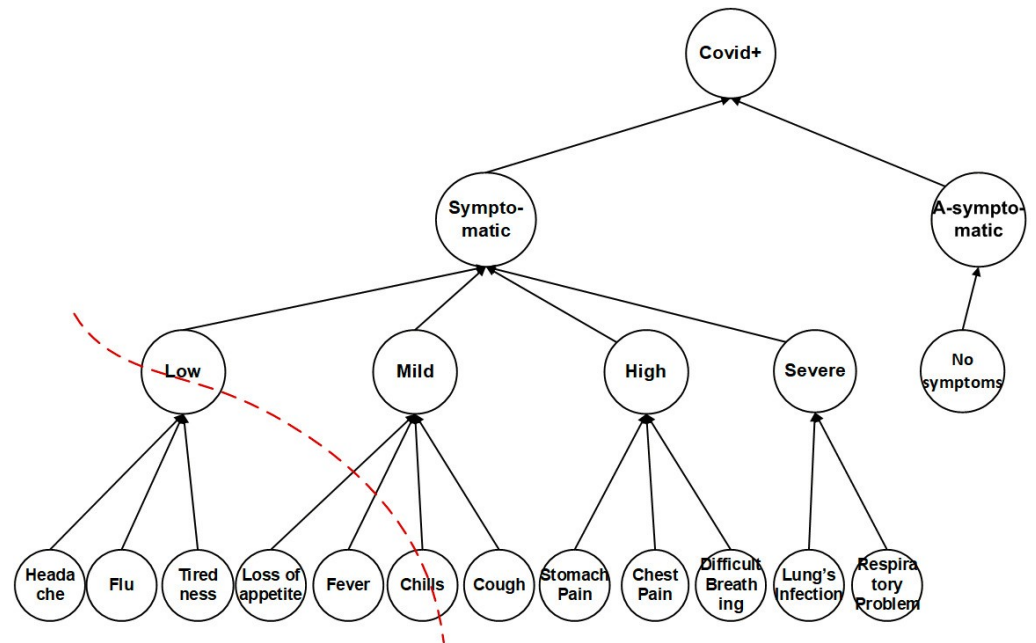 Covid+
Sympto-
matic
A-sympto-
matic
Low
Mild
High
Severe
No
symptoms
Heada
che
Flu
Tired
ness
Loss of
appetite
Fever
Chills
Cough
Stomach
Pain
Chest
Pain
Difficult
Breath
ing
Lung's
Infection
Respira
tory
Problem